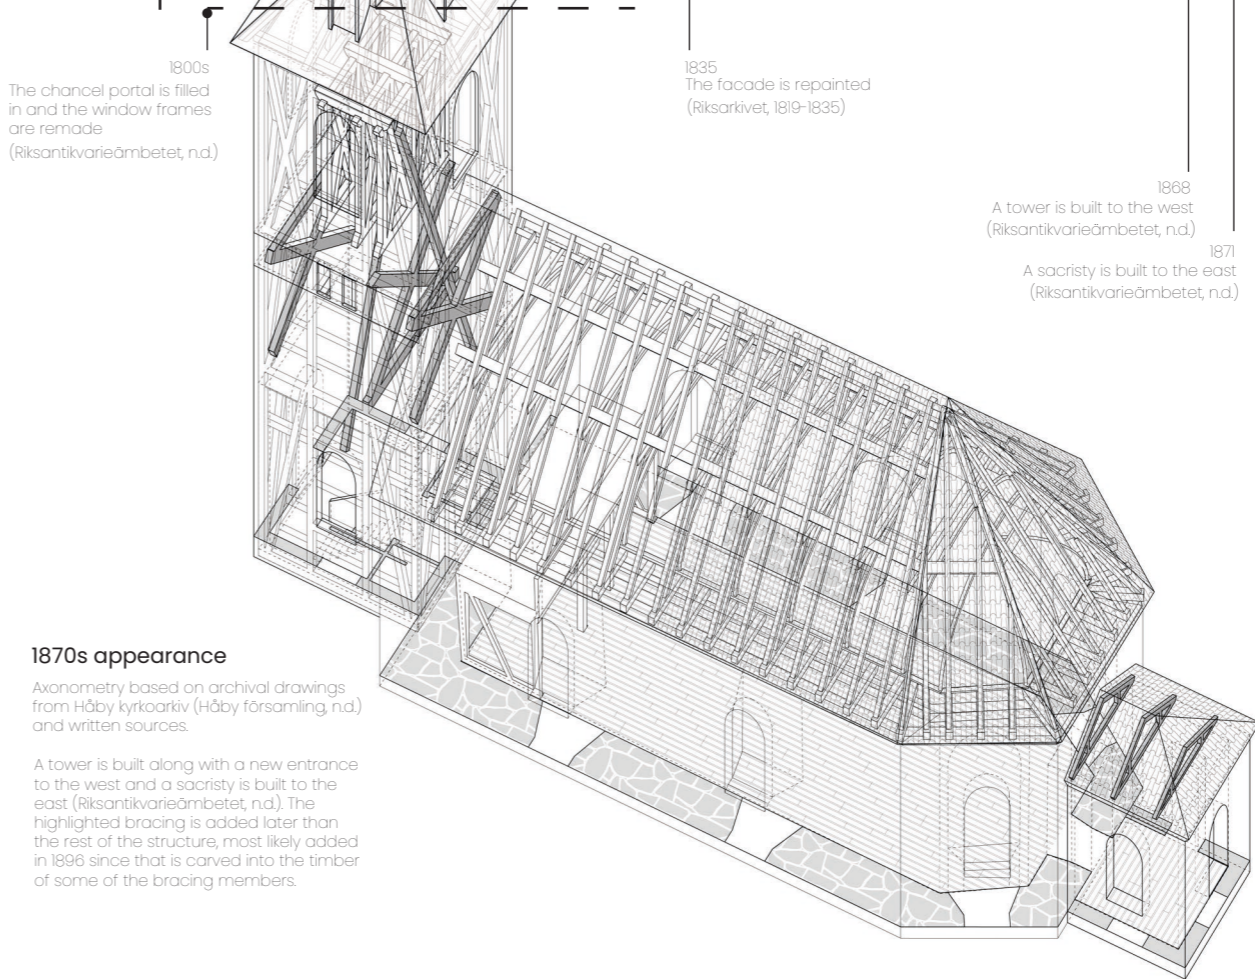 1800s
The chancel portal is filled
in and the window frames
are remade
(Riksantikvarieämbetet, n.d.)
1835
The facade is repainted
(Riksarkivet, 1819-1835)
1868
A tower is built to the west
(Riksantikvarieämbetet, n.d.)
1871
A sacristy is built to the east
(Riksantikvarieämbetet, n.d.)
1870s appearance
Axonometry based on archival drawings
from Håby kyrkoarkiv (Håby församling, n.d.)
and written sources.
A tower is built along with a new entrance
to the west and a sacristy is built to the
east (Riksantikvarieämbetet, n.d.). The
highlighted bracing is added later than
the rest of the structure, most likely added
in 1896 since that is carved into the timber
of some of the bracing members.